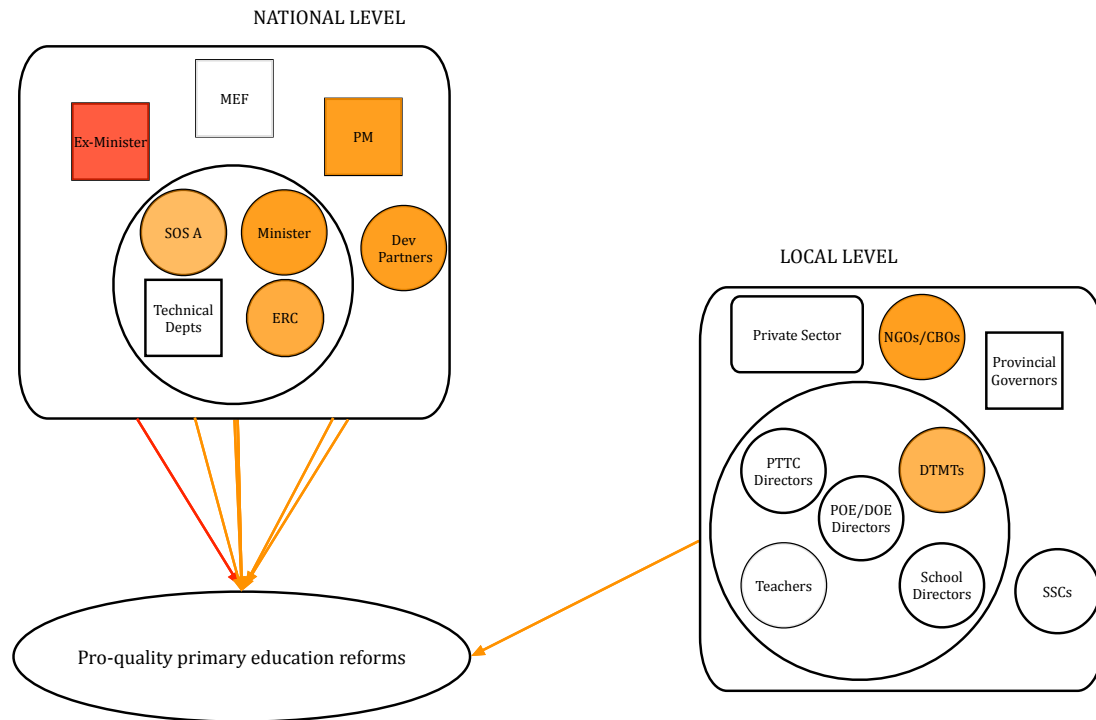 NATIONAL LEVEL
MEF
Ex-Minister
PM
SOS A
Minister
Dev
Partners
Technical
Depts
ERC
LOCAL LEVEL
Private Sector
NGOs/CBOs
Provincial
Governors
PTTC
Directors
DTMTs
POE/DOE
Directors
Teachers
School
Directors
SSCs
Pro-quality primary education reforms